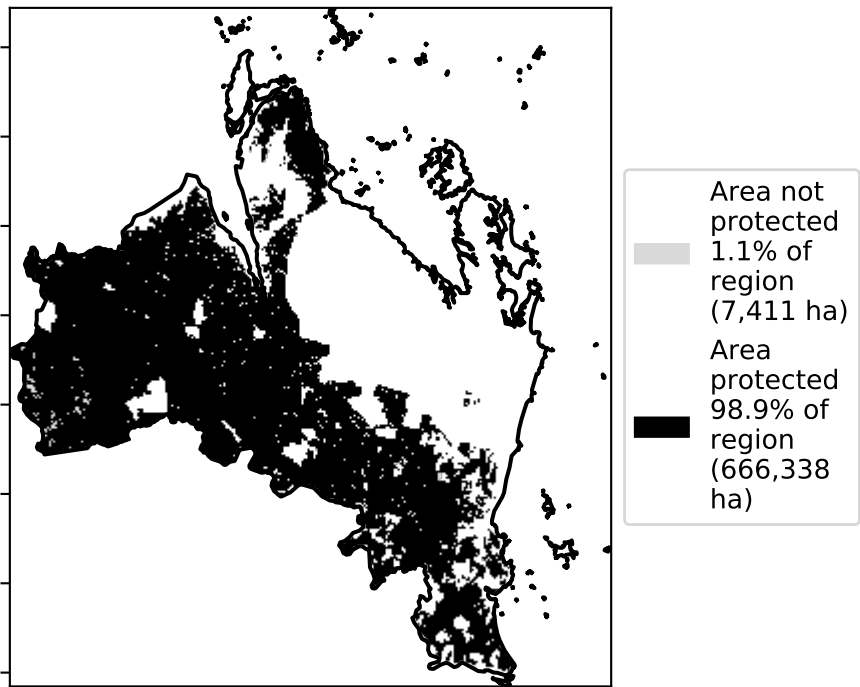 Area not
protected
1.1% of
region
(7,411 ha)
Area
protected
98.9% of
region
(666,338
ha)